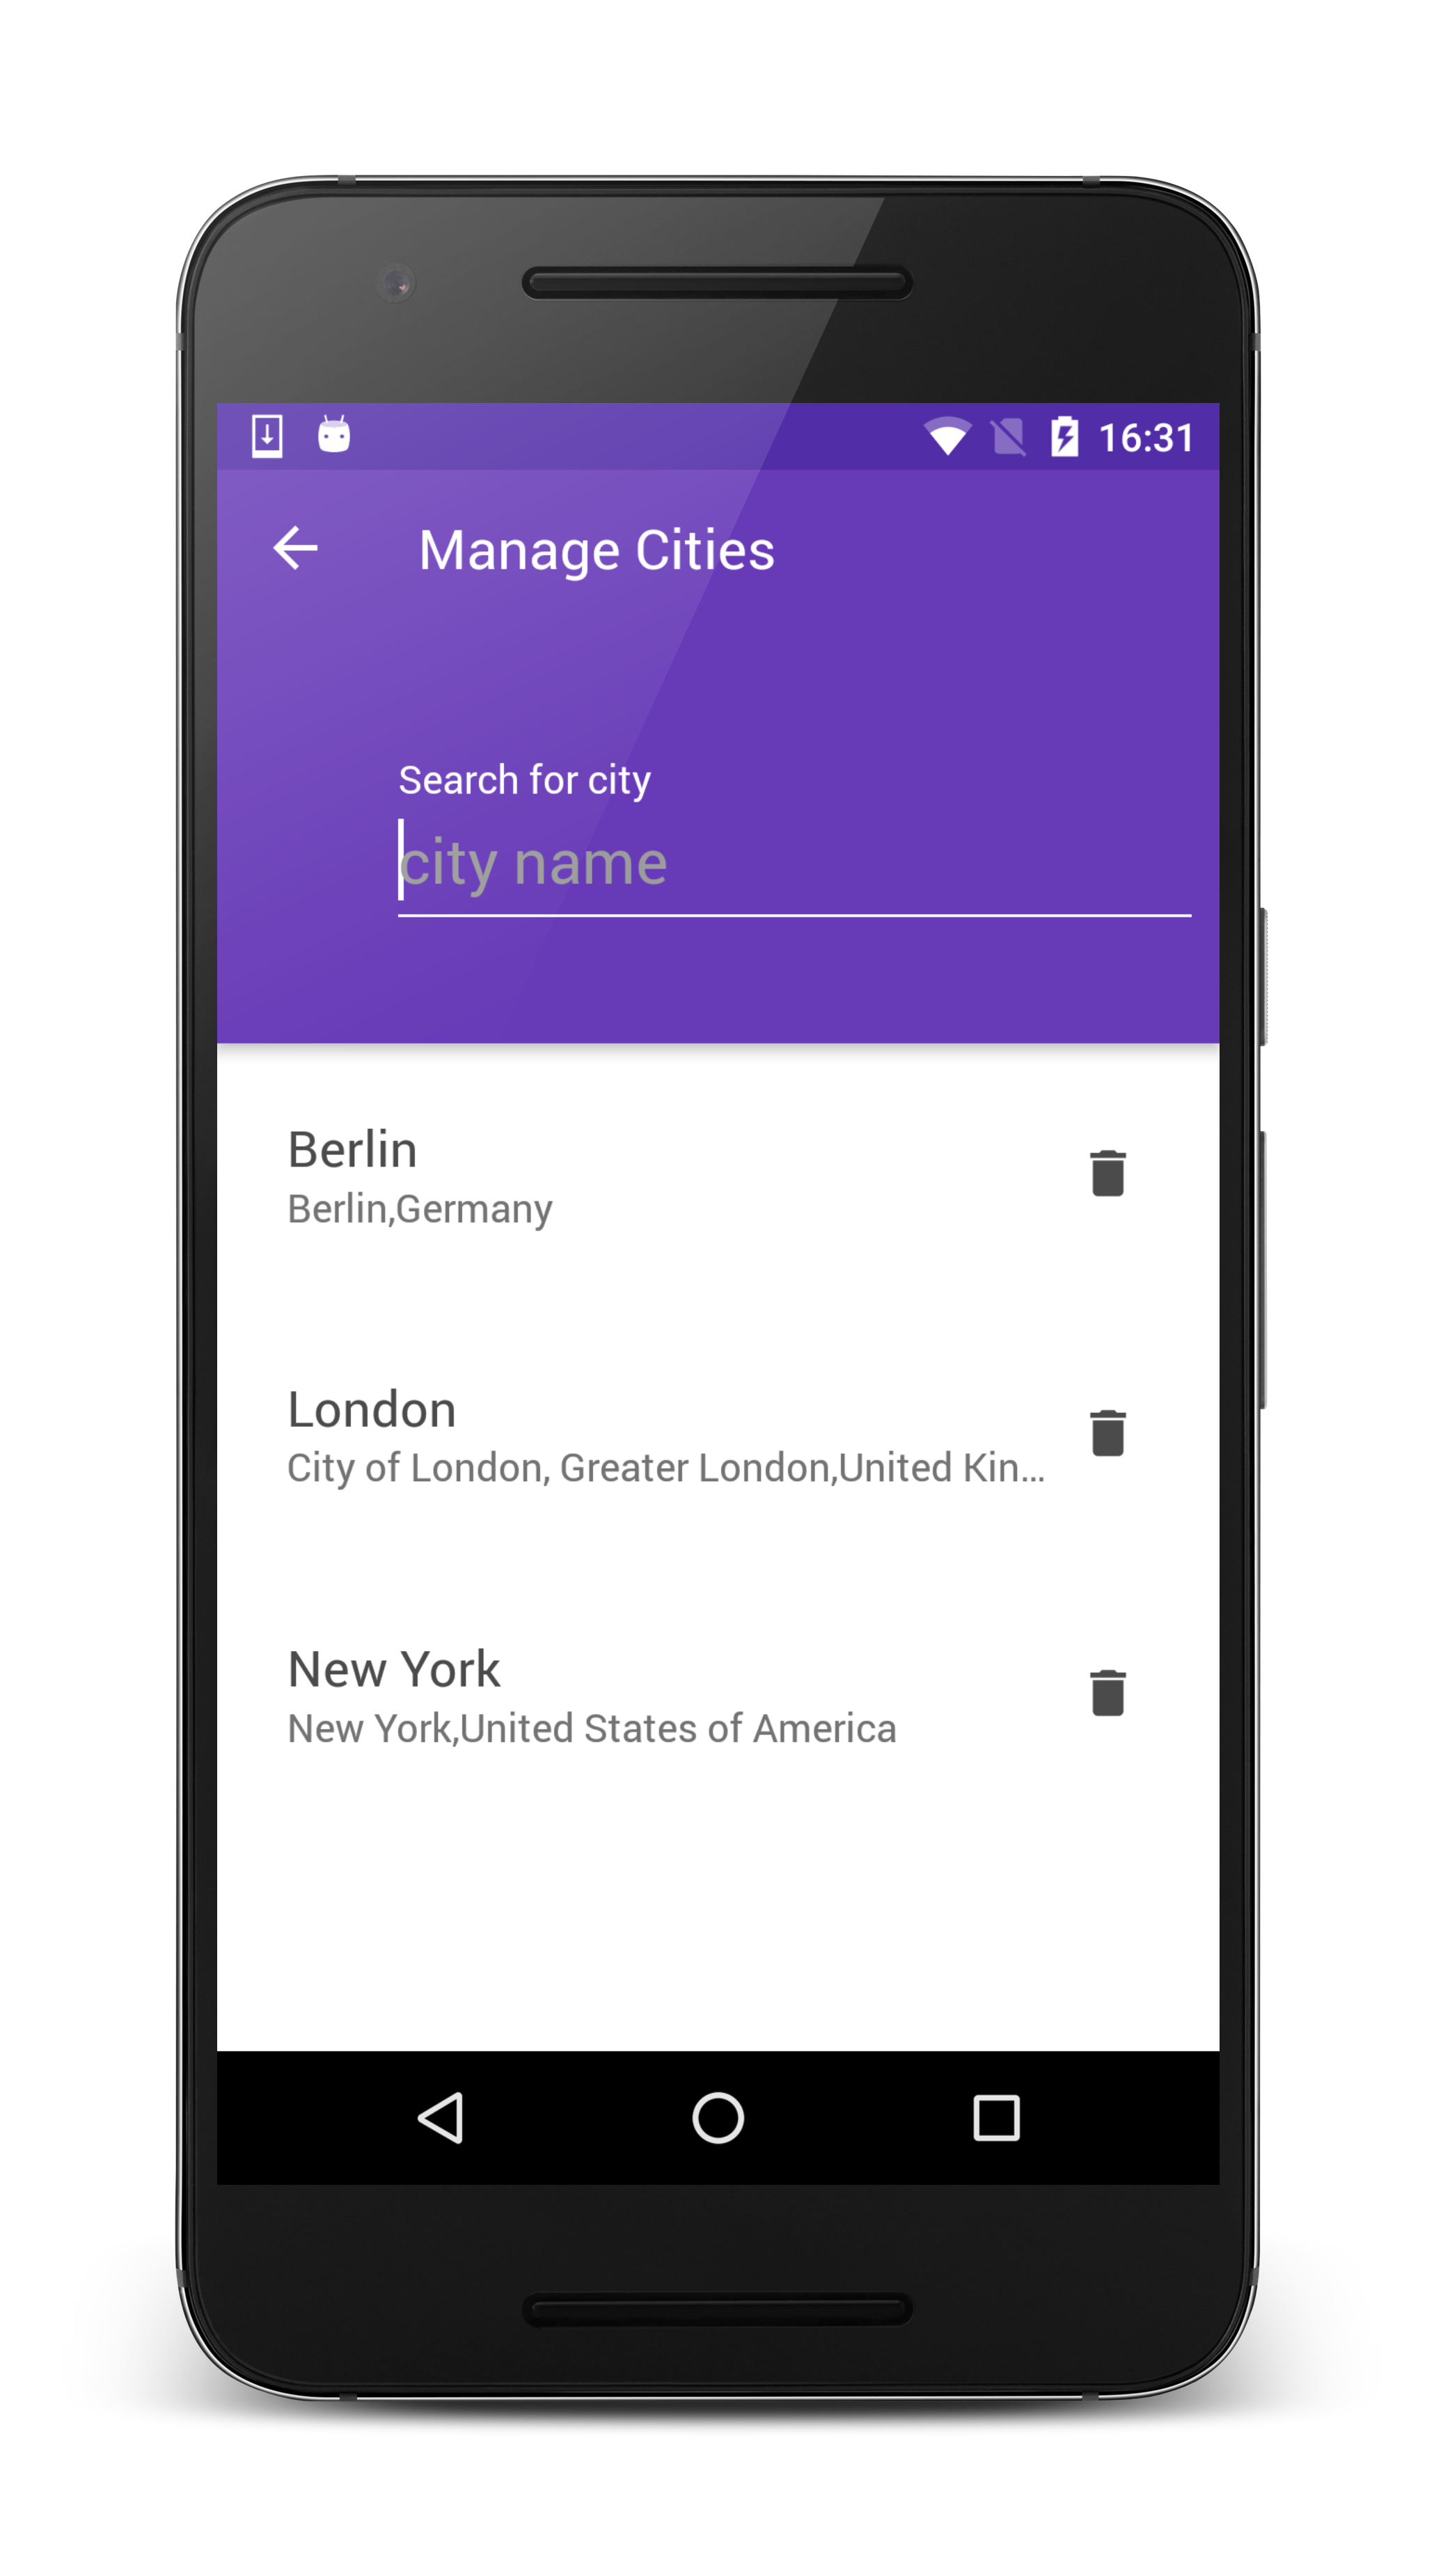 16:31
Manage Cities
Search for city
city name
Berlin
Berlin,Germany
London
City of London, Greater London,United Kin...
New York
New York,United States of America